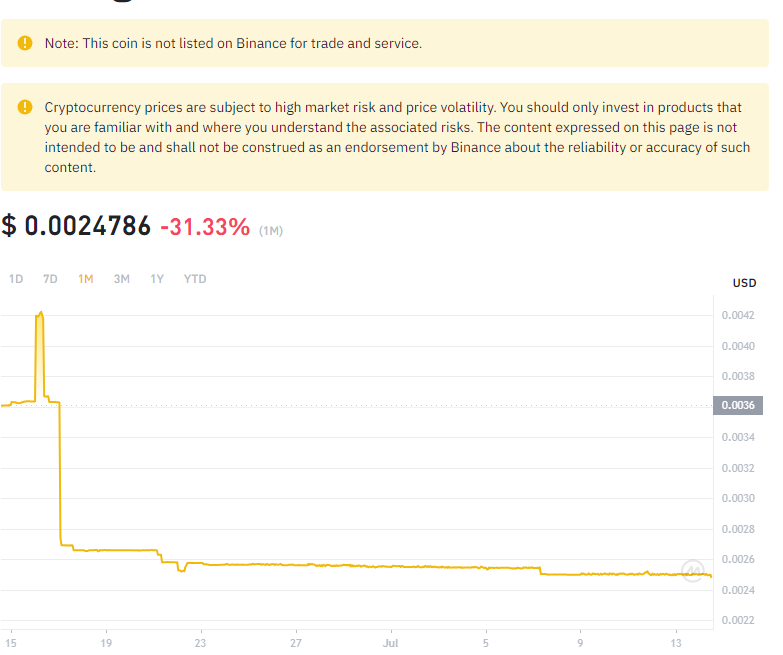 Note: This coin is not listed on Binance for trade and service.
Cryptocurrency prices are subject to high market risk and price volatility. You should only invest in products that
you are familiar with and where you understand the associated risks. The content expressed on this page is not
intended to be and shall not be construed as an endorsement by Binance about the reliability or accuracy of such
content.
$ 0.0024786 -31.33% (1M)
1D 7D 1M 3M 1Y YTD
USD
0.0042
0.0040
0.0038
0.0036
0.0034
0.0032
0.0030
0.0028
0.0026
0.0024
0.0022
15 19 23 27 Jul 5 9 13